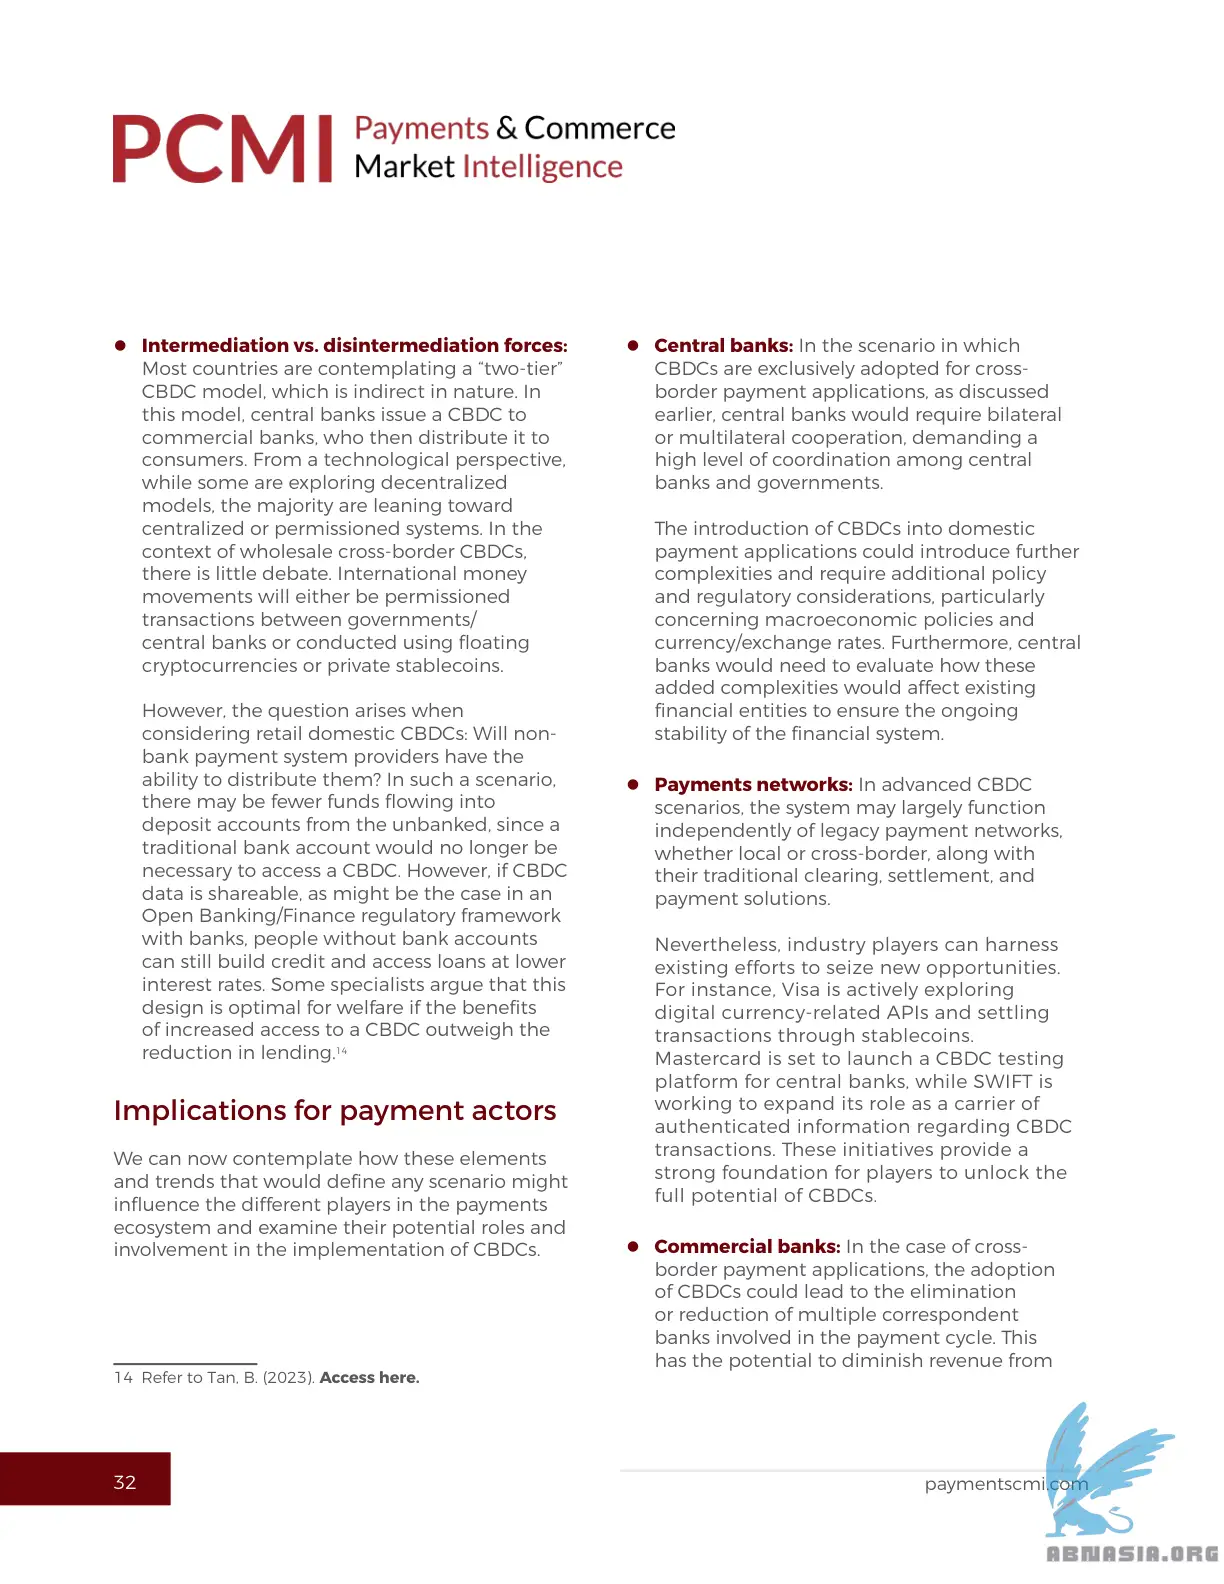 PCMI
Payments & Commerce
Market Intelligence
● Intermediation vs. disintermediation forces:
Most countries are contemplating a “two-tier”
CBDC model, which is indirect in nature. In
this model, central banks issue a CBDC to
commercial banks, who then distribute it to
consumers. From a technological perspective,
while some are exploring decentralized
models, the majority are leaning toward
centralized or permissioned systems. In the
context of wholesale cross-border CBDCs,
there is little debate. International money
movements will either be permissioned
transactions between governments/
central banks or conducted using floating
cryptocurrencies or private stablecoins.
However, the question arises when
considering retail domestic CBDCs: Will non-
bank payment system providers have the
ability to distribute them? In such a scenario,
there may be fewer funds flowing into
deposit accounts from the unbanked, since a
traditional bank account would no longer be
necessary to access a CBDC. However, if CBDC
data is shareable, as might be the case in an
Open Banking/Finance regulatory framework
with banks, people without bank accounts
can still build credit and access loans at lower
interest rates. Some specialists argue that this
design is optimal for welfare if the benefits
of increased access to a CBDC outweigh the
reduction in lending.14
Implications for payment actors
We can now contemplate how these elements
and trends that would define any scenario might
influence the different players in the payments
ecosystem and examine their potential roles and
involvement in the implementation of CBDCs.
14 Refer to Tan, B. (2023). Access here.
● Central banks: In the scenario in which
CBDCs are exclusively adopted for cross-
border payment applications, as discussed
earlier, central banks would require bilateral
or multilateral cooperation, demanding a
high level of coordination among central
banks and governments.
The introduction of CBDCs into domestic
payment applications could introduce further
complexities and require additional policy
and regulatory considerations, particularly
concerning macroeconomic policies and
currency/exchange rates. Furthermore, central
banks would need to evaluate how these
added complexities would affect existing
financial entities to ensure the ongoing
stability of the financial system.
● Payments networks: In advanced CBDC
scenarios, the system may largely function
independently of legacy payment networks,
whether local or cross-border, along with
their traditional clearing, settlement, and
payment solutions.
Nevertheless, industry players can harness
existing efforts to seize new opportunities.
For instance, Visa is actively exploring
digital currency-related APIs and settling
transactions through stablecoins.
Mastercard is set to launch a CBDC testing
platform for central banks, while SWIFT is
working to expand its role as a carrier of
authenticated information regarding CBDC
transactions. These initiatives provide a
strong foundation for players to unlock the
full potential of CBDCs.
● Commercial banks: In the case of cross-
border payment applications, the adoption
of CBDCs could lead to the elimination
or reduction of multiple correspondent
banks involved in the payment cycle. This
has the potential to diminish revenue from
32
paymentscmi.com
ABNASIA.ORG